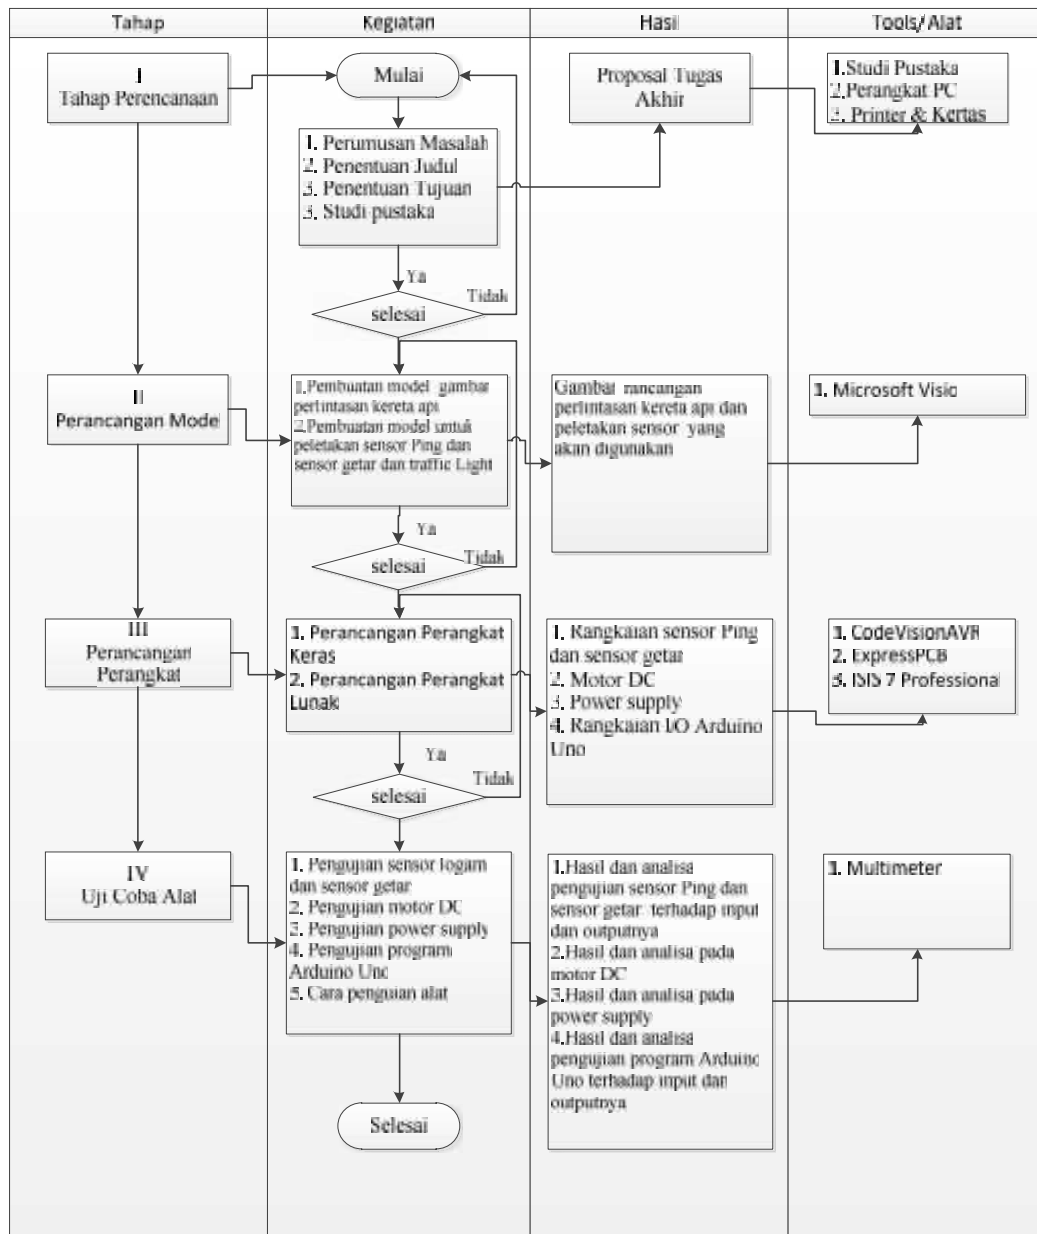 Tahap
Kegiatan
Hasil
Tools/Alat
I
Tahap Perencanaan
Mulai
Proposal Tugas
Akhir
1.Studi Pustaka
2.Perangkat PC
3. Printer & Kertas
1. Perumusan Masalah
2. Penentuan Judul
3. Penentuan Tujuan
3. Studi pustaka
Ya
Tidak
selesai
II
Perancangan Model
1.Pembuatan model gambar
perlintasan kereta api
2.Pembuatan model untuk
peletakan sensor Ping dan
sensor getar dan traffic Light
Gambar rancangan
perlintasan kereta api dan
peletakan sensor yang
akan digunakan
1. Microsoft Visio
Ya
Tidak
selesai
III
Perancangan
Perangkat
1. Perancangan Perangkat
Keras
2. Perancangan Perangkat
Lunak
1. Rangkaian sensor Ping
dan sensor getar
2. Motor DC
3. Power supply
4. Rangkaian I/O Arduino
Uno
1. CodeVisionAVR
2. ExpressPCB
3. ISIS 7 Professional
Ya
Tidak
selesai
IV
Uji Coba Alat
1. Pengujian sensor logam
dan sensor getar
2. Pengujian motor DC
3. Pengujian power supply
4. Pengujian program
Arduino Uno
5. Cara penguian alat
1.Hasil dan analisa
pengujian sensor Ping dan
sensor getar terhadap input
dan outputnya
2.Hasil dan analisa pada
motor DC
3.Hasil dan analisa pada
power supply
4.Hasil dan analisa
pengujian program Arduino
Uno terhadap input dan
outputnya
1. Multimeter
Selesai